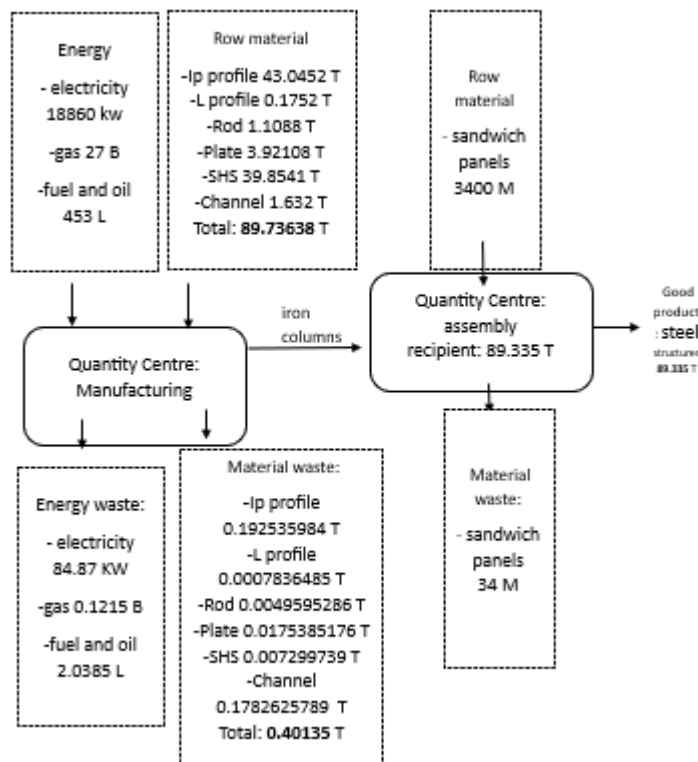 Energy
- electricity
18860 kw
-gas 27 B
-fuel and oil
453 L
Row material
-Ip profile 43.0452 T
-L profile 0.1752 T
-Rod 1.1088 T
-Plate 3.92108 T
-SHS 39.8541 T
-Channel 1.632 T
Total: 89.73638 T
Row
material
- sandwich
panels
3400 M
Quantity Centre:
Manufacturing
iron
columns
Quantity Centre:
assembly
recipient: 89.335 T
Good
product
: steel
structures
89.335 T
Energy waste:
- electricity
84.87 KW
-gas 0.1215 B
-fuel and oil
2.0385 L
Material waste:
-Ip profile
0.192535984 T
-L profile
0.0007836485 T
-Rod 0.0049595286 T
-Plate 0.0175385176 T
-SHS 0.007299739 T
-Channel
0.1782625789 T
Total: 0.40135 T
Material
waste:
- sandwich
panels
34 M